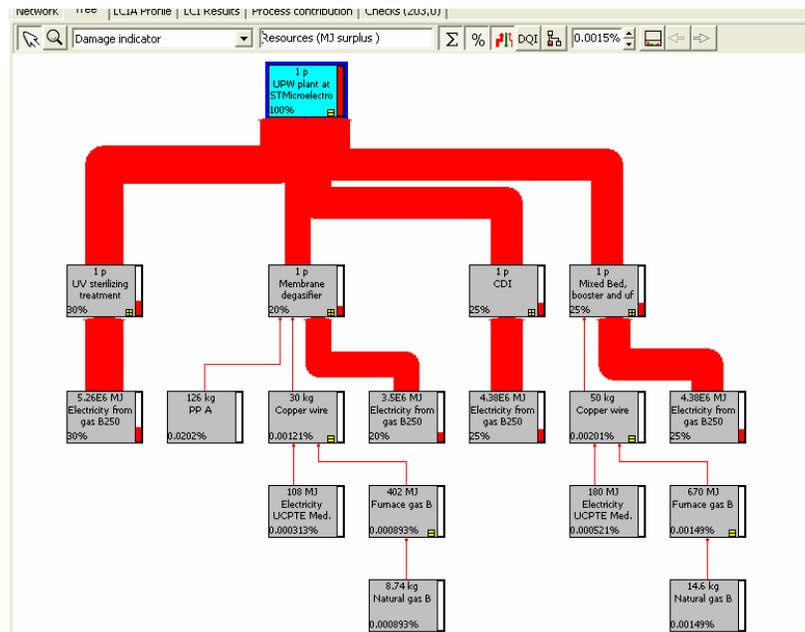 Network Tree LCIA Profile LCI Results Process contribution Checks (203,0)
Damage indicator Resources (MJ surplus ) Σ % DQI 0.0015%
1 p
UPW plant at
STMicroelectro
100%
1 p
UV sterilizing
treatment
30%
1 p
Membrane
degasifier
20%
1 p
CDI
25%
1 p
Mixed Bed,
booster and uf
25%
5.26E6 MJ
Electricity from
gas B250
30%
126 kg
PP A
0.0202%
30 kg
Copper wire
0.00121%
3.5E6 MJ
Electricity from
gas B250
20%
4.38E6 MJ
Electricity from
gas B250
25%
50 kg
Copper wire
0.00201%
4.38E6 MJ
Electricity from
gas B250
25%
108 MJ
Electricity
UCPTE Med.
0.000313%
402 MJ
Furnace gas B
0.000893%
180 MJ
Electricity
UCPTE Med.
0.000521%
670 MJ
Furnace gas B
0.00149%
8.74 kg
Natural gas B
0.000893%
14.6 kg
Natural gas B
0.00149%